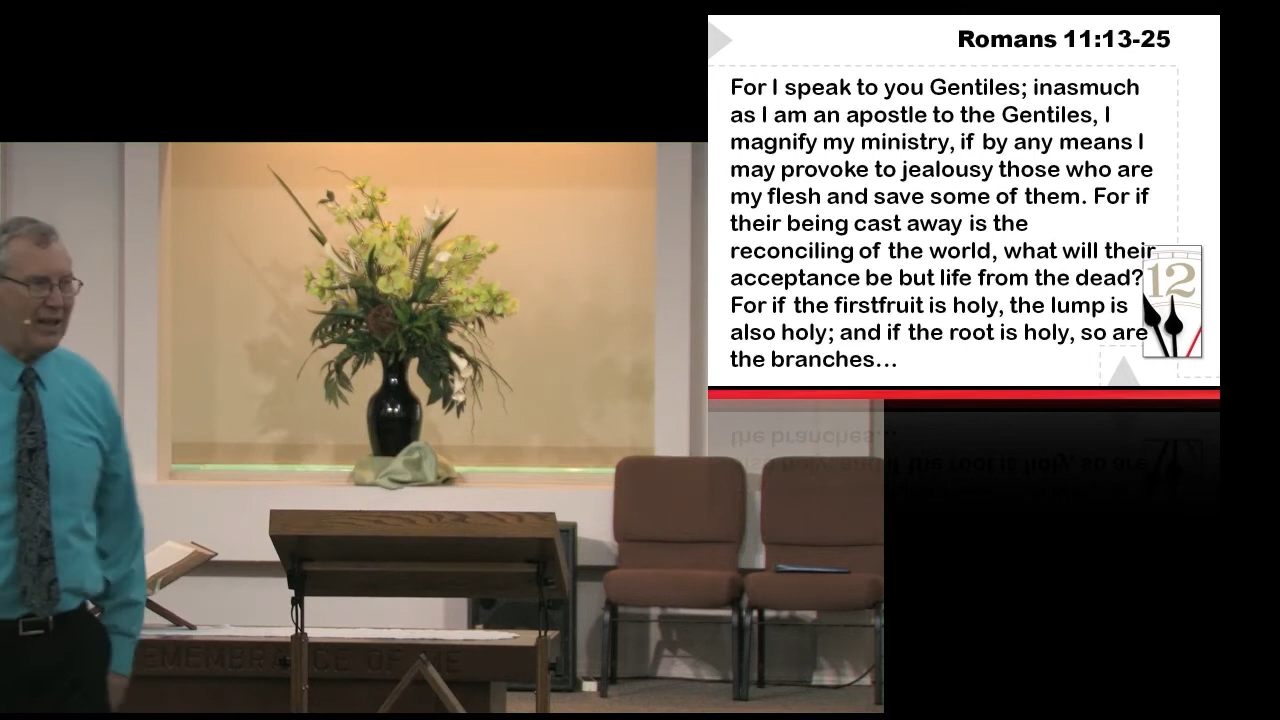 Romans 11:13-25
For I speak to you Gentiles; inasmuch
as I am an apostle to the Gentiles, I
magnify my ministry, if by any means I
may provoke to jealousy those who are
my flesh and save some of them. For if
their being cast away is the
reconciling of the world, what will their
acceptance be but life from the dead?
For if the firstfruit is holy, the lump is
also holy; and if the root is holy, so are
the branches...
12